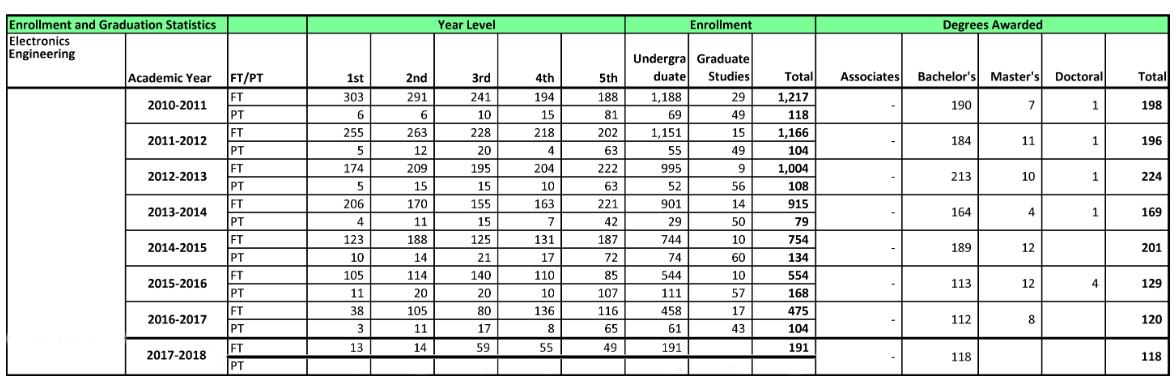 Enrollment and Graduation Statistics Year Level Enrollment Degrees Awarded
Electronics
Engineering
Undergra Graduate
Academic Year FT/PT 1st 2nd 3rd 4th 5th duate Studies Total Associates Bachelor's Master's Doctoral Total
2010-2011 FT 303 291 241 194 188 1,188 29 1,217 - 190 7 1 198
PT 6 6 10 15 81 69 49 118
2011-2012 FT 255 263 228 218 202 1,151 15 1,166 - 184 11 1 196
PT 5 12 20 4 63 55 49 104
2012-2013 FT 174 209 195 204 222 995 9 1,004 - 213 10 1 224
PT 5 15 15 10 63 52 56 108
2013-2014 FT 206 170 155 163 221 901 14 915 - 164 4 1 169
PT 4 11 15 7 42 29 50 79
2014-2015 FT 123 188 125 131 187 744 10 754 - 189 12 201
PT 10 14 21 17 72 74 60 134
2015-2016 FT 105 114 140 110 85 544 10 554 - 113 12 4 129
PT 11 20 20 10 107 111 57 168
2016-2017 FT 38 105 80 136 116 458 17 475 - 112 8 120
PT 3 11 17 8 65 61 43 104
2017-2018 FT 13 14 59 55 49 191 191 - 118 118
PT